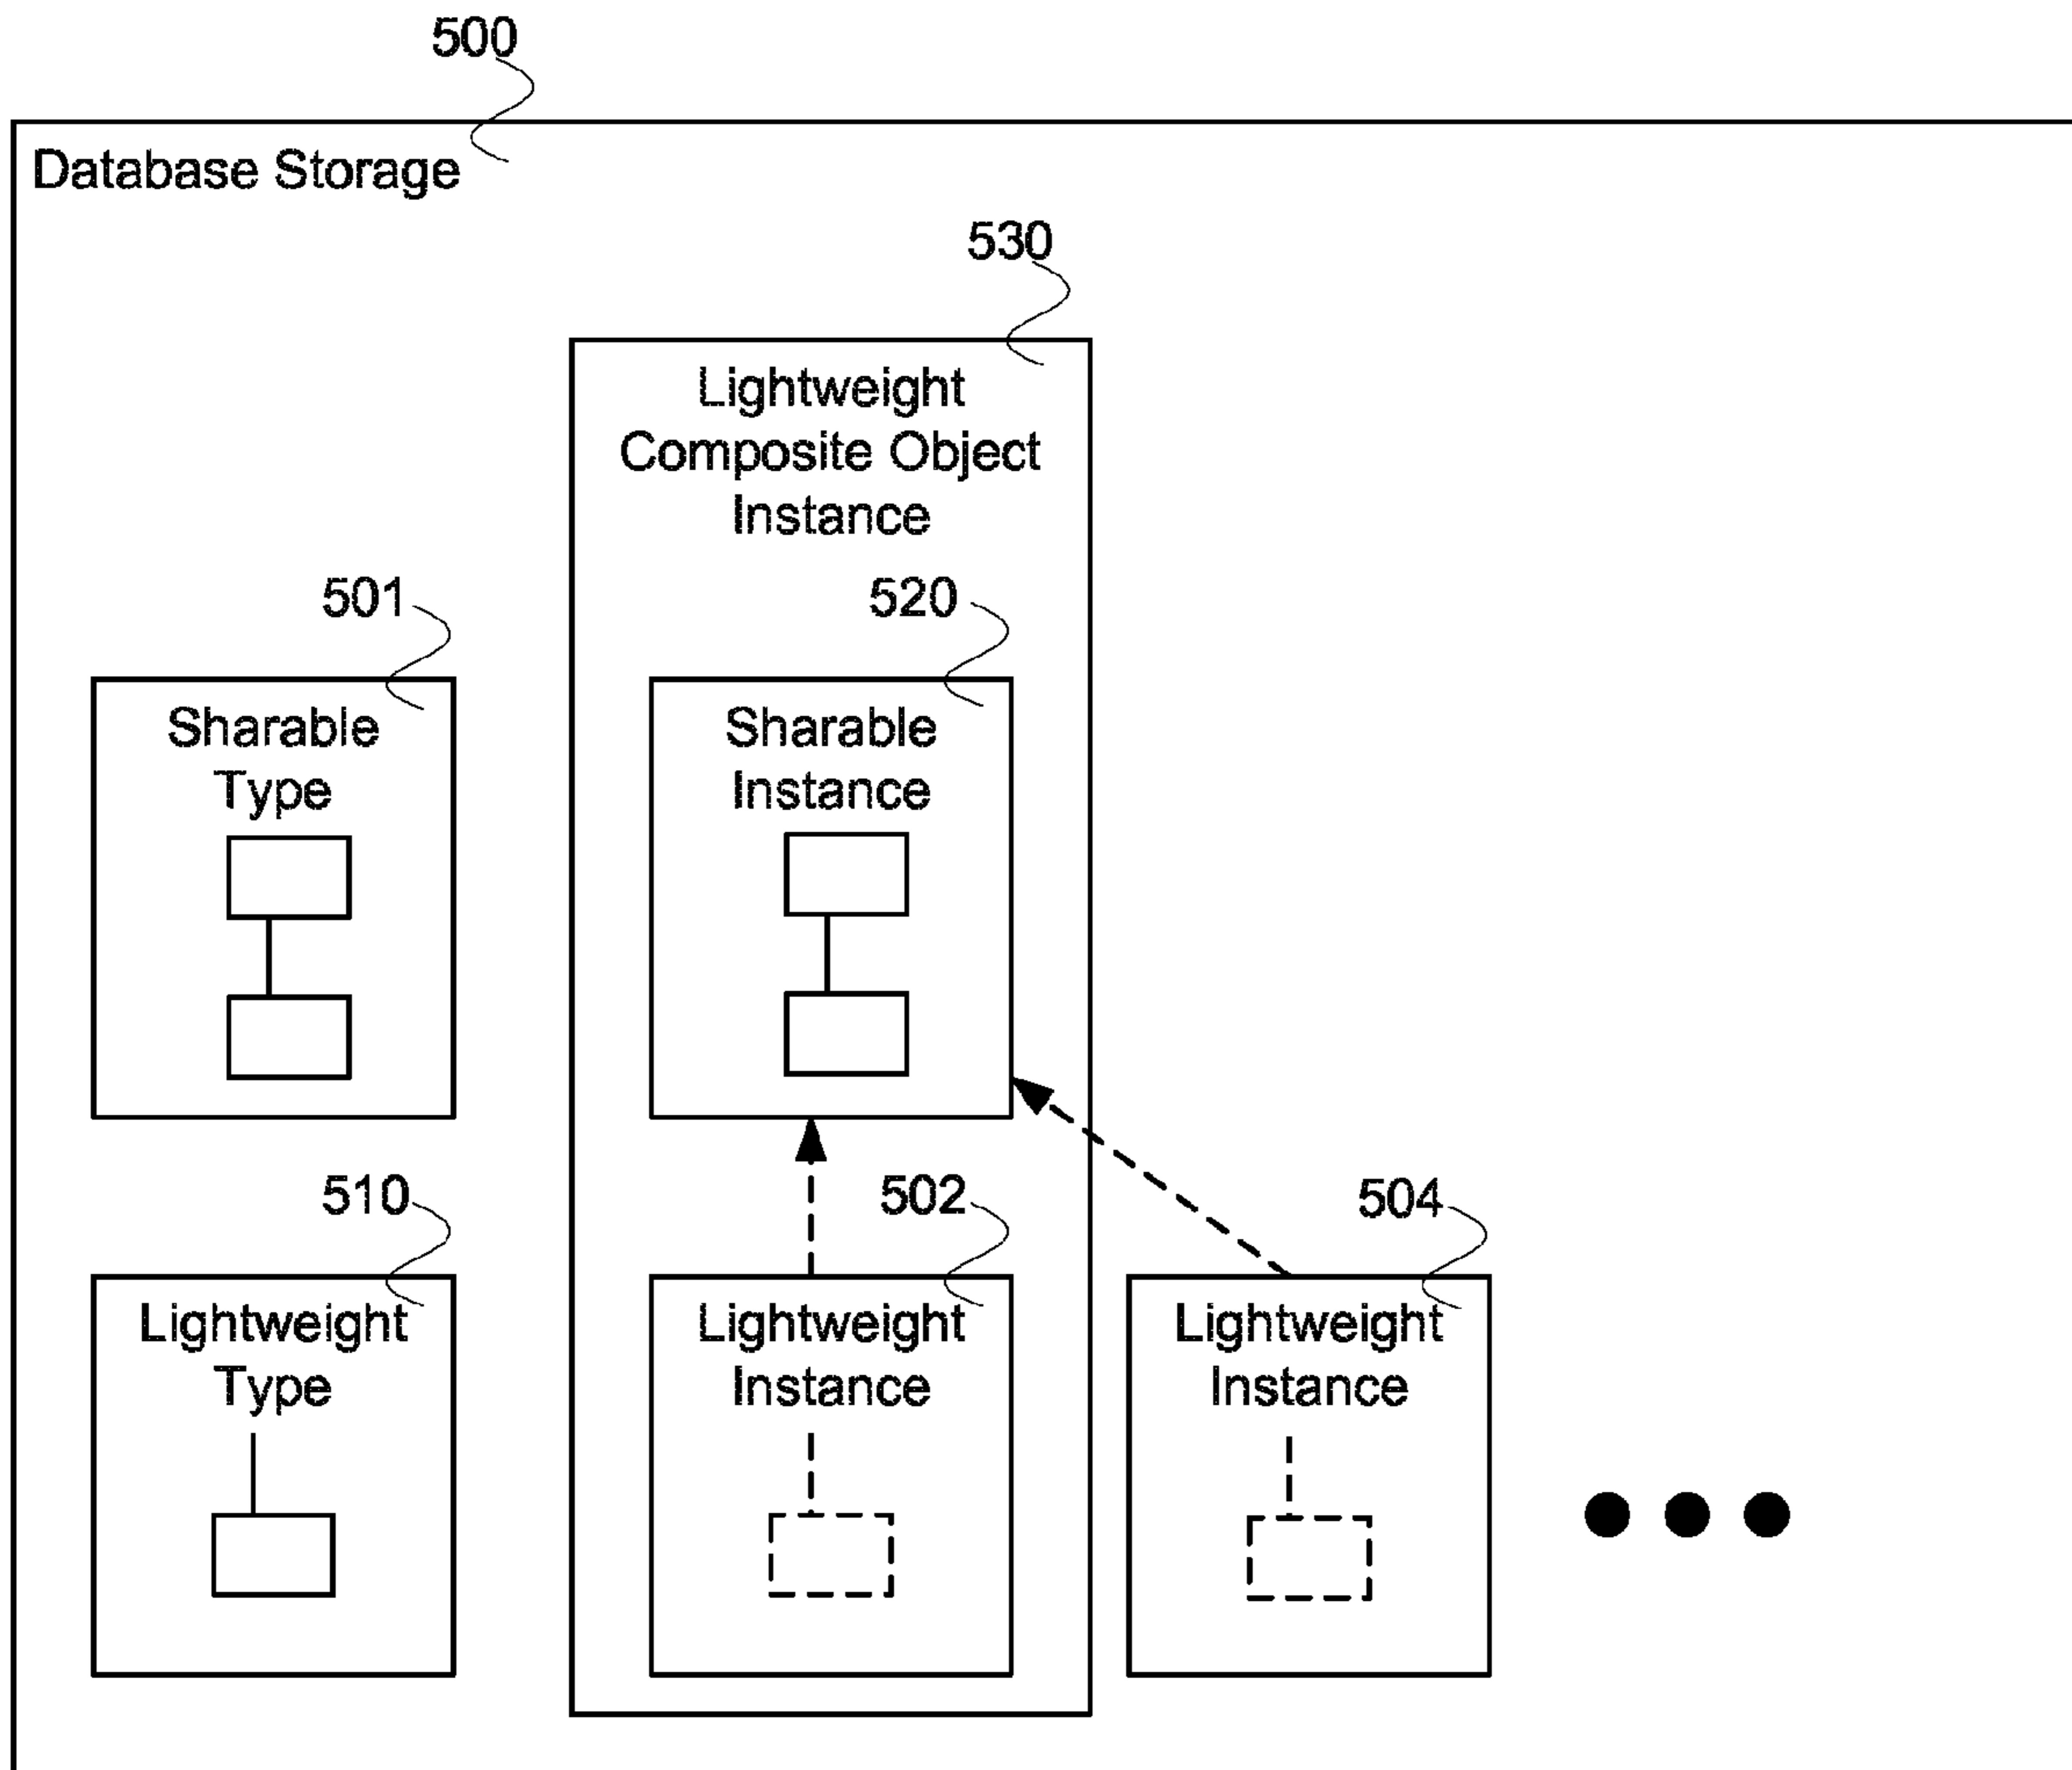 500
Database Storage
530
Lightweight
Composite Object
Instance
501
520
Sharable
Type
Sharable
Instance
510
502
504
Lightweight
Type
Lightweight
Instance
Lightweight
Instance